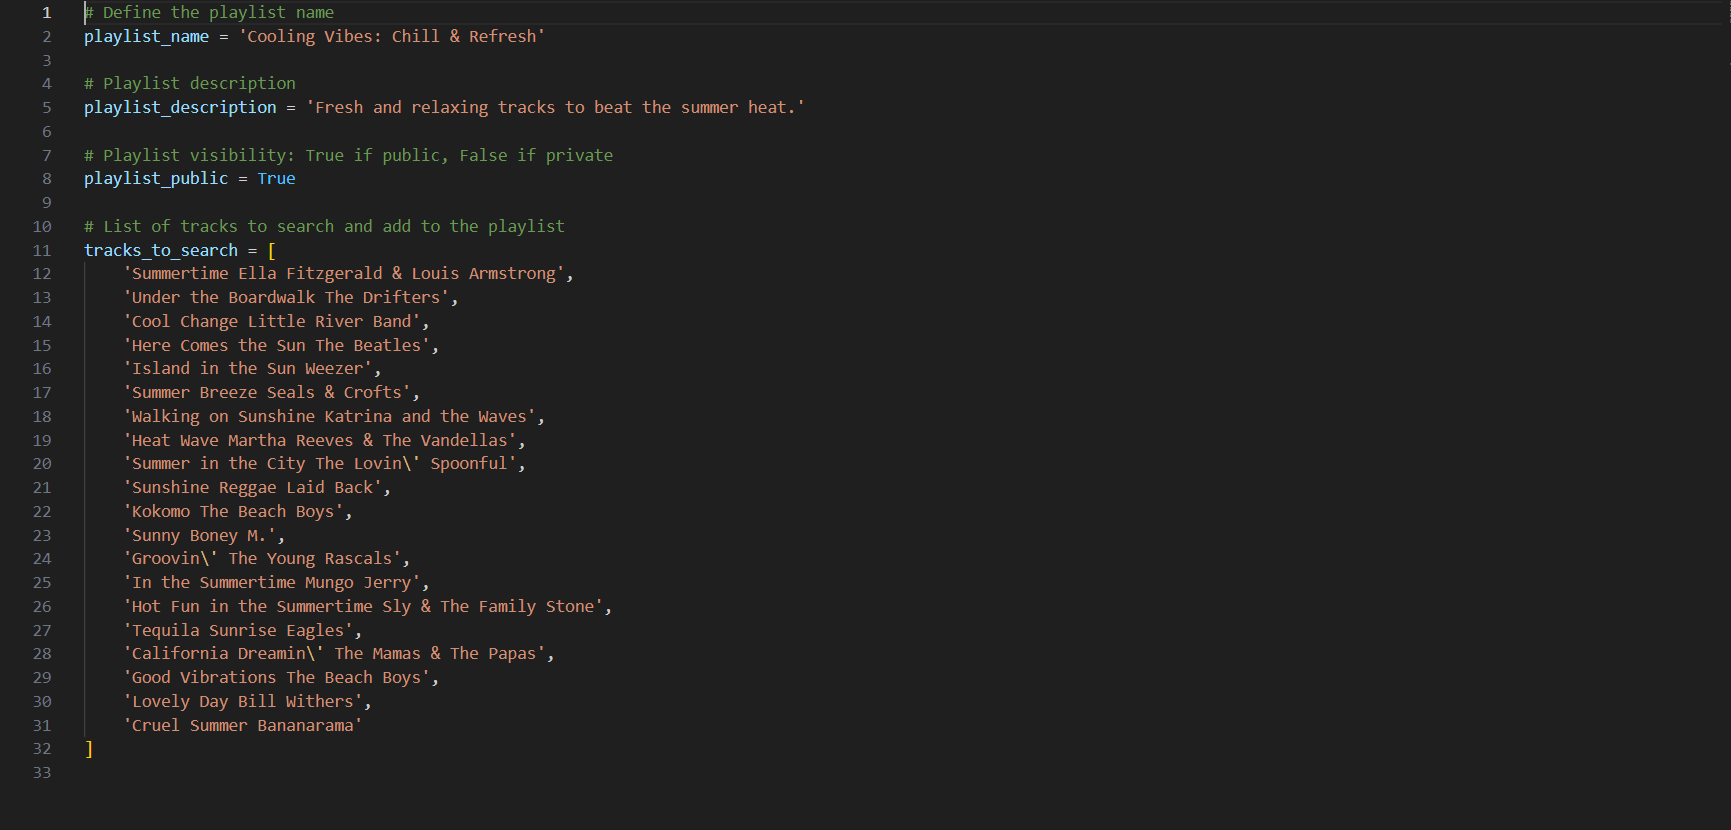 1 # Define the playlist name
2 playlist_name = 'Cooling Vibes: Chill & Refresh'
3
4 # Playlist description
5 playlist_description = 'Fresh and relaxing tracks to beat the summer heat.'
6
7 # Playlist visibility: True if public, False if private
8 playlist_public = True
9
10 # List of tracks to search and add to the playlist
11 tracks_to_search = [
12     'Summertime Ella Fitzgerald & Louis Armstrong',
13     'Under the Boardwalk The Drifters',
14     'Cool Change Little River Band',
15     'Here Comes the Sun The Beatles',
16     'Island in the Sun Weezer',
17     'Summer Breeze Seals & Crofts',
18     'Walking on Sunshine Katrina and the Waves',
19     'Heat Wave Martha Reeves & The Vandellas',
20     'Summer in the City The Lovin\' Spoonful',
21     'Sunshine Reggae Laid Back',
22     'Kokomo The Beach Boys',
23     'Sunny Boney M.',
24     'Groovin\' The Young Rascals',
25     'In the Summertime Mungo Jerry',
26     'Hot Fun in the Summertime Sly & The Family Stone',
27     'Tequila Sunrise Eagles',
28     'California Dreamin\' The Mamas & The Papas',
29     'Good Vibrations The Beach Boys',
30     'Lovely Day Bill Withers',
31     'Cruel Summer Bananarama'
32 ]
33